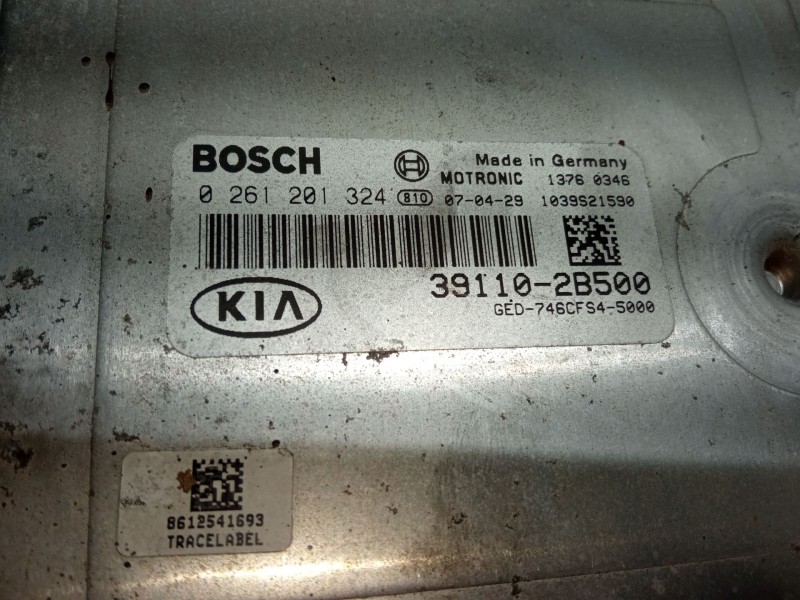 BOSCH Made in Germany
MOTRONIC 1376 0346
0 261 201 324 810 07-04-29 1039S21590
39110-2B500
KIA GED-746CFS4-5000
8612541693
TRACELABEL